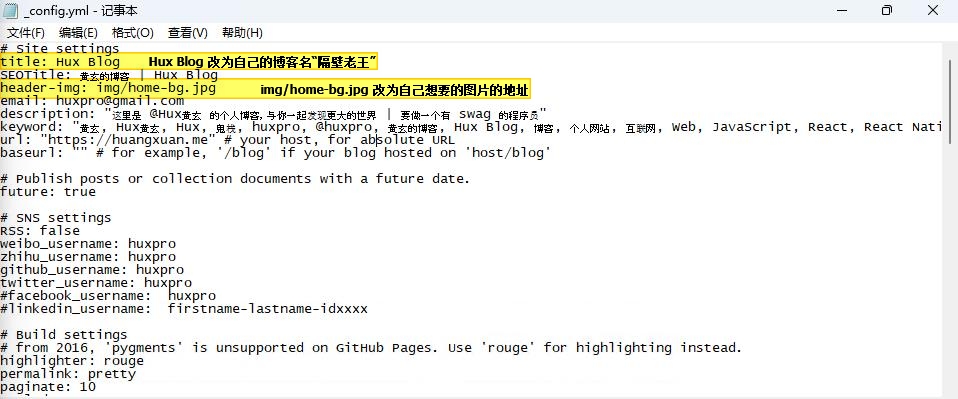 _config.yml - 记事本
文件(F) 编辑(E) 格式(O) 查看(V) 帮助(H)
# Site settings
title: Hux Blog Hux Blog 改为自己的博客名“隔壁老王”
SEOTitle: 黄玄的博客 | Hux Blog
header-img: img/home-bg.jpg img/home-bg.jpg 改为自己想要的图片的地址
email: huxpro@gmail.com
description: "这里是 @Hux黄玄 的个人博客，与你一起发现更大的世界 | 要做一个有 swag 的程序员"
keyword: "黄玄, Hux黄玄, Hux, 鬼栈, huxpro, @huxpro, 黄玄的博客, Hux Blog, 博客, 个人网站, 互联网, Web, JavaScript, React, React Nati
url: "https://huangxuan.me" # your host, for absolute URL
baseurl: "" # for example, '/blog' if your blog hosted on 'host/blog'
# Publish posts or collection documents with a future date.
future: true
# SNS settings
RSS: false
weibo_username: huxpro
zhihu_username: huxpro
github_username: huxpro
twitter_username: huxpro
#facebook_username: huxpro
#linkedin_username: firstname-lastname-idxxxx
# Build settings
# from 2016, 'pygments' is unsupported on GitHub Pages. Use 'rouge' for highlighting instead.
highlighter: rouge
permalink: pretty
paginate: 10